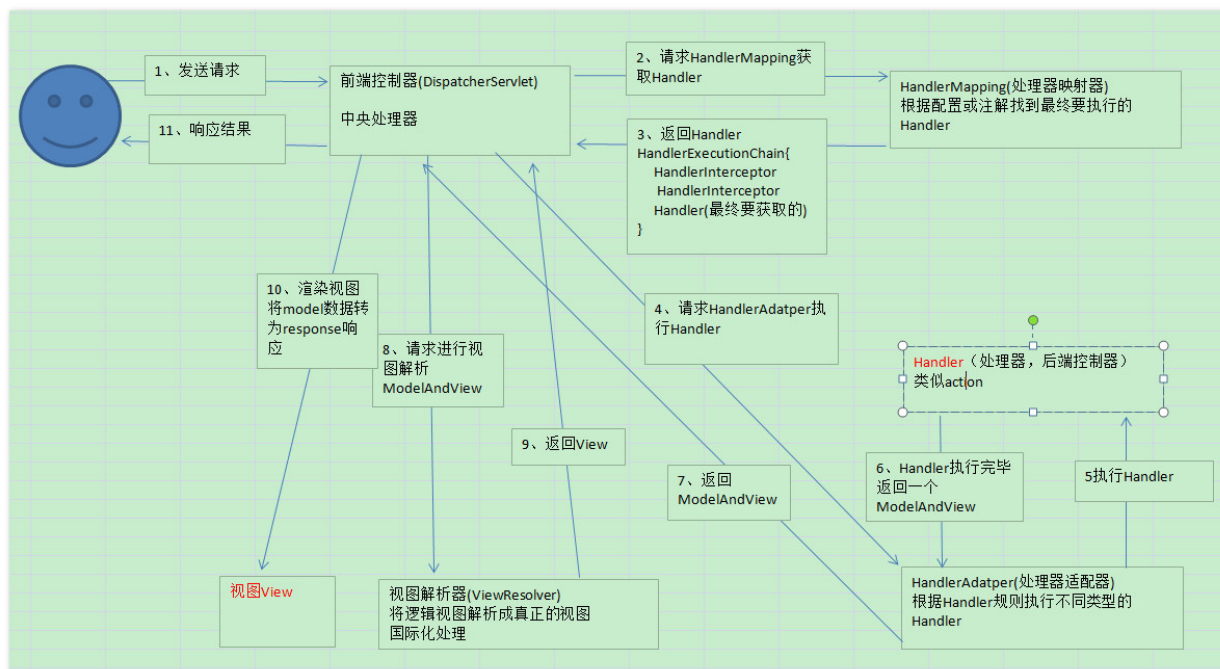 1、发送请求
前端控制器(DispatcherServlet)
中央处理器
2、请求HandlerMapping获
取Handler
HandlerMapping(处理器映射器)
根据配置或注解找到最终要执行的
Handler
11、响应结果
3、返回Handler
HandlerExecutionChain{
HandlerInterceptor
HandlerInterceptor
Handler(最终要获取的)
}
10、渲染视图
将model数据转
为response响
应
8、请求进行视
图解析
ModelAndView
4、请求HandlerAdatper执
行Handler
Handler（处理器，后端控制器）
类似action
9、返回View
7、返回
ModelAndView
6、Handler执行完毕
返回一个
ModelAndView
5执行Handler
视图View
视图解析器(ViewResolver)
将逻辑视图解析成真正的视图
国际化处理
HandlerAdatper(处理器适配器)
根据Handler规则执行不同类型的
Handler